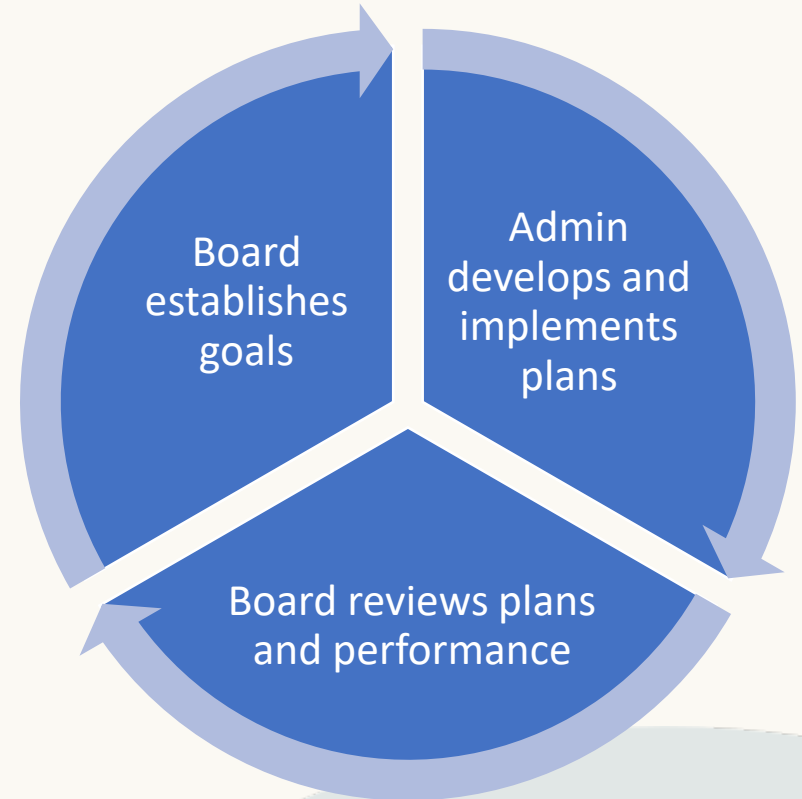 Board
establishes
goals
Admin
develops and
implements
plans
Board reviews plans
and performance